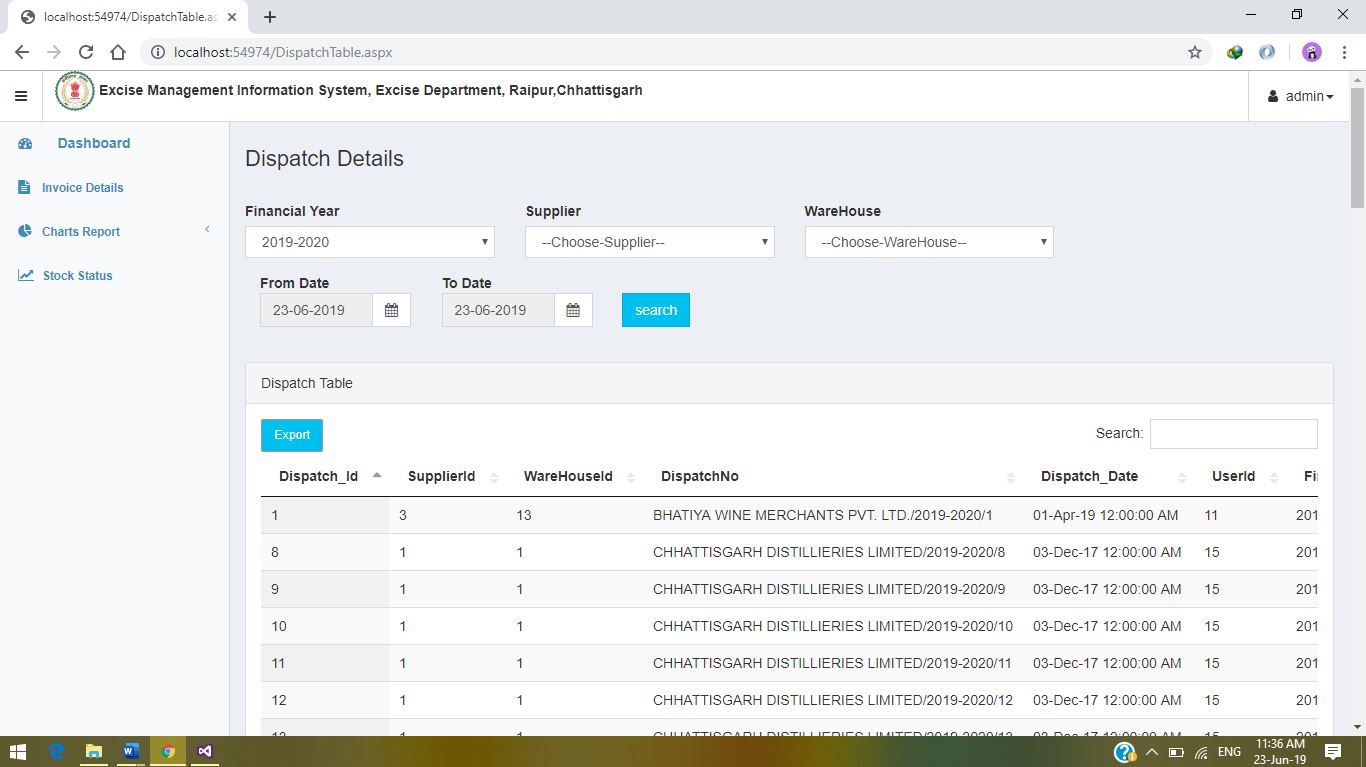 localhost:54974/DispatchTable.as
localhost:54974/DispatchTable.aspx
Excise Management Information System, Excise Department, Raipur,Chhattisgarh
admin
Dashboard
Invoice Details
Charts Report
Stock Status
Dispatch Details
Financial Year Supplier WareHouse
2019-2020 --Choose-Supplier-- --Choose-WareHouse--
From Date To Date
23-06-2019 23-06-2019 search
Dispatch Table
Export Search:
Dispatch_Id SupplierId WareHouseId DispatchNo Dispatch_Date UserId Fi
1 3 13 BHATIYA WINE MERCHANTS PVT. LTD./2019-2020/1 01-Apr-19 12:00:00 AM 11 201
8 1 1 CHHATTISGARH DISTILLIERIES LIMITED/2019-2020/8 03-Dec-17 12:00:00 AM 15 201
9 1 1 CHHATTISGARH DISTILLIERIES LIMITED/2019-2020/9 03-Dec-17 12:00:00 AM 15 201
10 1 1 CHHATTISGARH DISTILLIERIES LIMITED/2019-2020/10 03-Dec-17 12:00:00 AM 15 201
11 1 1 CHHATTISGARH DISTILLIERIES LIMITED/2019-2020/11 03-Dec-17 12:00:00 AM 15 201
12 1 1 CHHATTISGARH DISTILLIERIES LIMITED/2019-2020/12 03-Dec-17 12:00:00 AM 15 201
ENG 11:36 AM
23-Jun-19